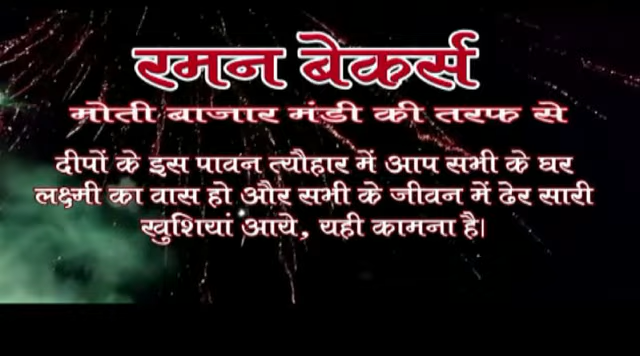 रमन बेकर्स
मोती बाजार मंडी की तरफ से
दीपों के इस पावन त्यौहार में आप सभी के घर
लक्ष्मी का वास हो और सभी के जीवन में ढेर सारी
खुशियां आये, यही कामना है।